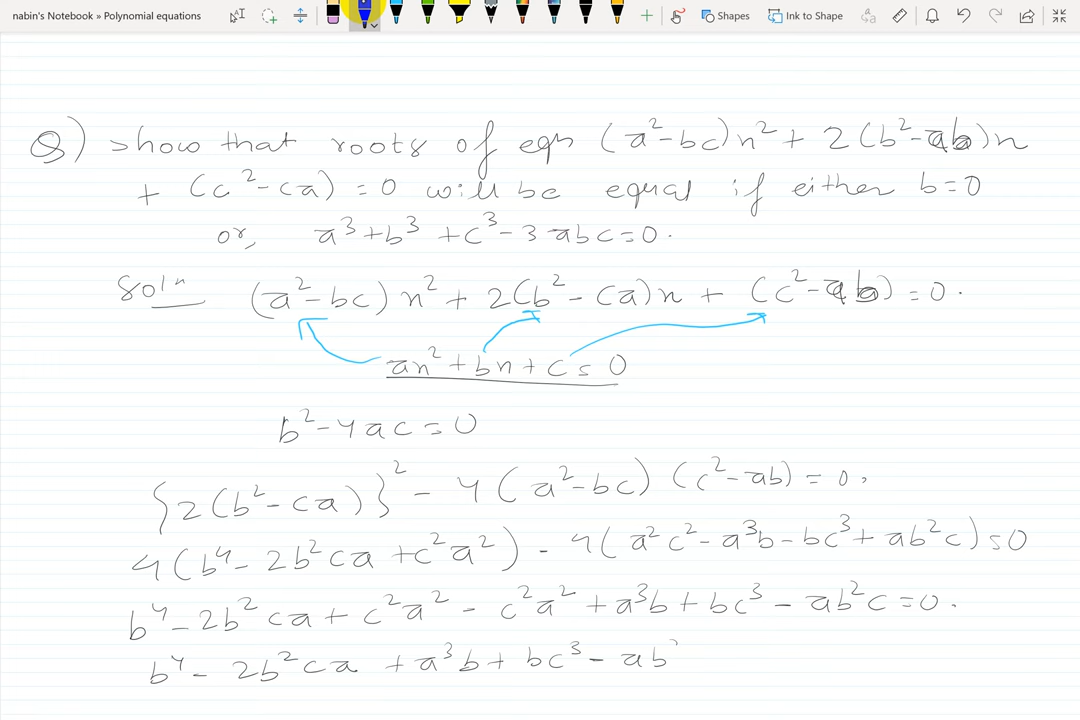 nabin's Notebook » Polynomial equations Shapes Ink to Shape
Q) show that roots of eqn (a²-bc)n² + 2(b²-ab)n
+ (c²-ca) = 0 will be equal if either b=0
or, a³+b³+c³-3abc=0.
Solⁿ (a²-bc)n² + 2(b²-ca)n + (c²-ab)=0.
an²+bn+c=0
b²-4ac=0
{2(b²-ca)}² - 4(a²-bc)(c²-ab)=0,
4(b⁴-2b²ca+c²a²) - 4(a²c²-a³b-bc³+ab²c)=0
b⁴-2b²ca+c²a²-c²a²+a³b+bc³-ab²c=0.
b⁴-2b²ca+a³b+bc³-ab